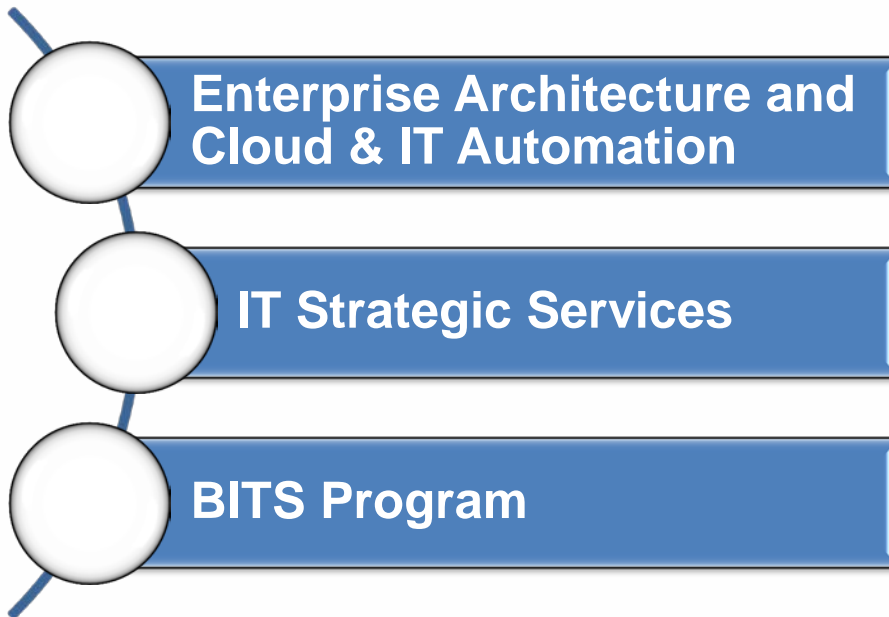 Enterprise Architecture and
Cloud & IT Automation
IT Strategic Services
BITS Program